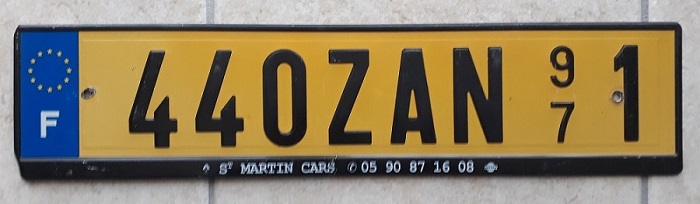 F 440ZAN 971
ST MARTIN CARS ✆ 05 90 87 16 08